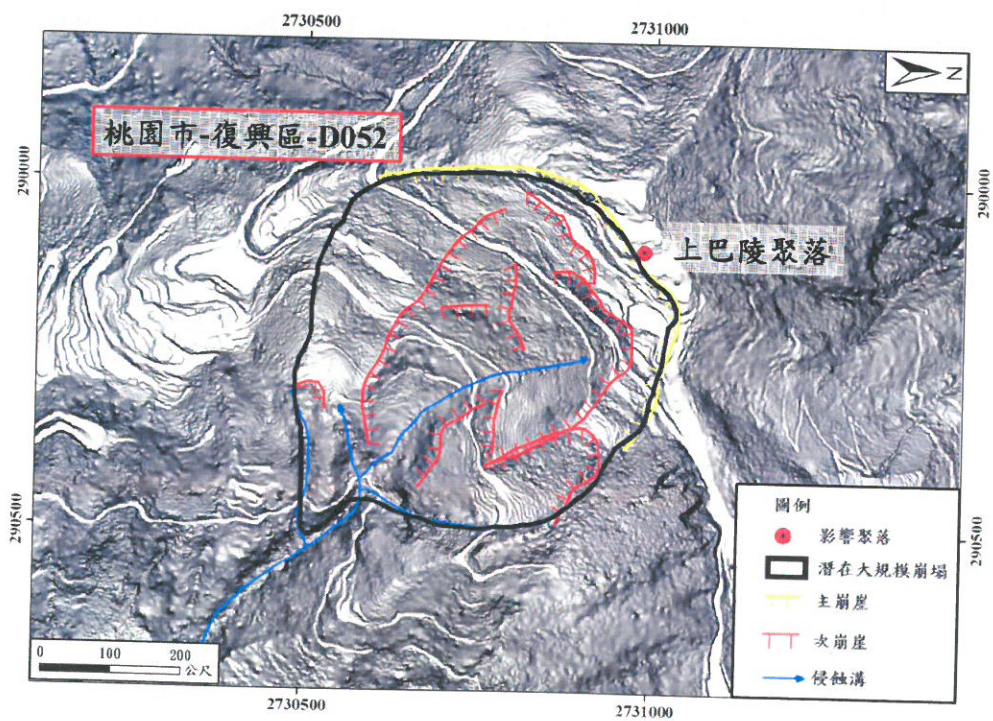 2730500
2731000
N
桃園市-復興區-D052
290000
290000
上巴陵聚落
290500
290500
圖例
影響聚落
潛在大規模崩塌
主崩崖
次崩崖
侵蝕溝
0 100 200
公尺
2730500
2731000